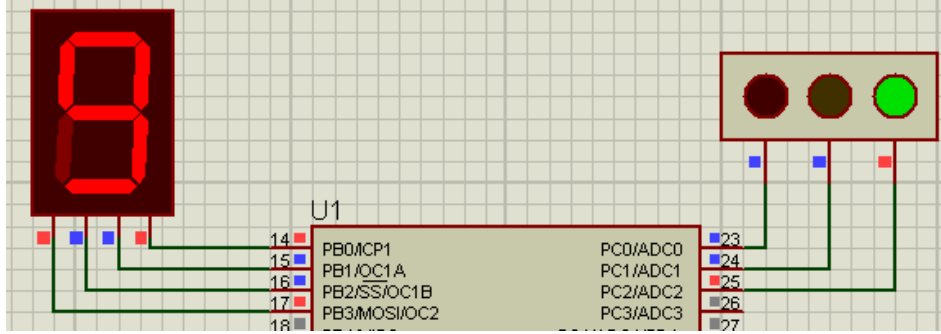 9
U1
14 PB0/ICP1 PC0/ADC0 23
15 PB1/OC1A PC1/ADC1 24
16 PB2/SS/OC1B PC2/ADC2 25
17 PB3/MOSI/OC2 PC3/ADC3 26
18 27